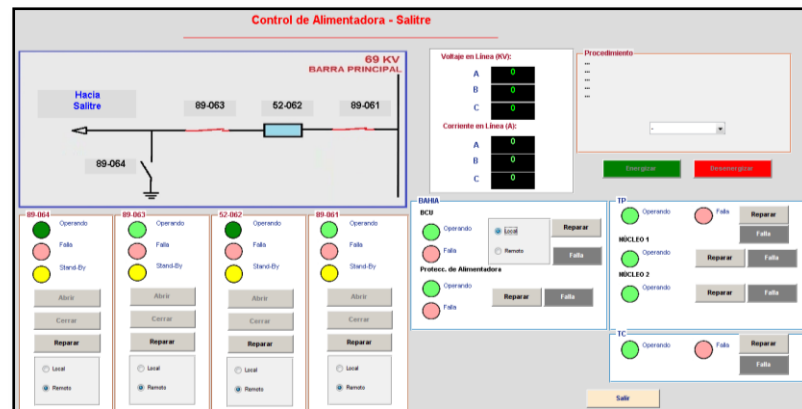 Control de Alimentadora - Salitre
69 KV
BARRA PRINCIPAL
Hacia
Salitre
89-063
52-062
89-061
89-064
Voltaje en Línea (KV):
A
0
B
0
C
0
Corriente en Línea (A):
A
0
B
0
C
0
Procedimiento
...
...
...
...
-
Energizar
Desenergizar
89-064
Operando
Falla
Stand-By
Abrir
Cerrar
Reparar
Local
Remoto
89-063
Operando
Falla
Stand-By
Abrir
Cerrar
Reparar
Local
Remoto
52-062
Operando
Falla
Stand-By
Abrir
Cerrar
Reparar
Local
Remoto
89-061
Operando
Falla
Stand-By
Abrir
Cerrar
Reparar
Local
Remoto
BAHIA
BCU
Operando
Falla
Local
Remoto
Reparar
Falla
Protecc. de Alimentadora
Operando
Falla
Reparar
Falla
TP
Operando
Falla
Reparar
Falla
NÚCLEO 1
Operando
Reparar
Falla
NÚCLEO 2
Operando
Reparar
Falla
TC
Operando
Falla
Reparar
Falla
Salir